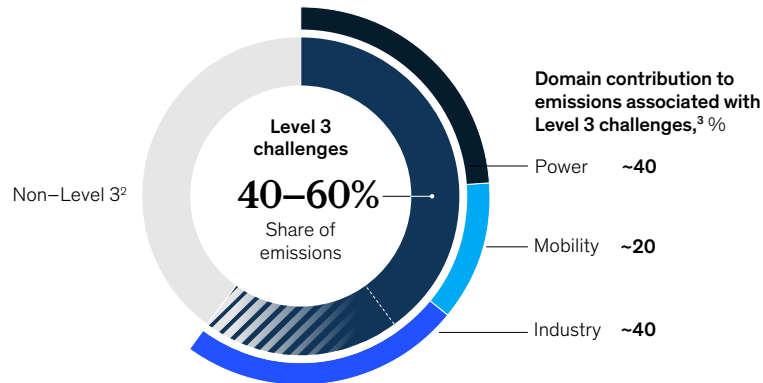 Domain contribution to
emissions associated with
Level 3 challenges,³ %
Level 3
challenges
40–60%
Share of
emissions
Non–Level 3²
Power ~40
Mobility ~20
Industry ~40